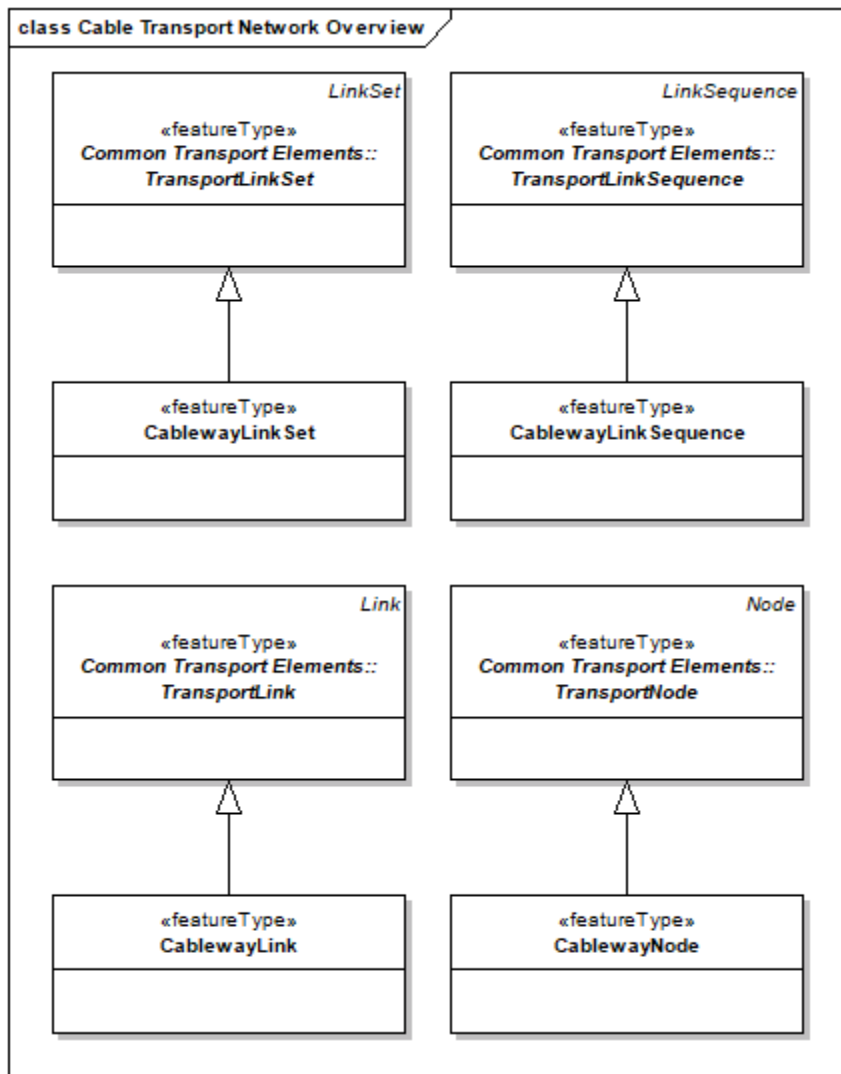 class Cable Transport Network Overview
LinkSet
«featureType»
Common Transport Elements::
TransportLinkSet
LinkSequence
«featureType»
Common Transport Elements::
TransportLinkSequence
«featureType»
CablewayLinkSet
«featureType»
CablewayLinkSequence
Link
«featureType»
Common Transport Elements::
TransportLink
Node
«featureType»
Common Transport Elements::
TransportNode
«featureType»
CablewayLink
«featureType»
CablewayNode